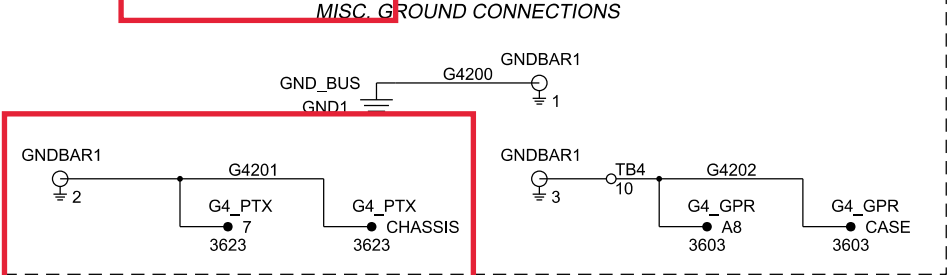 MISC. GROUND CONNECTIONS
GNDBAR1
GND_BUS
G4200
GND1
1
GNDBAR1
G4201
2
G4_PTX
7
3623
G4_PTX
CHASSIS
3623
GNDBAR1
TB4
10
G4202
3
G4_GPR
A8
3603
G4_GPR
CASE
3603